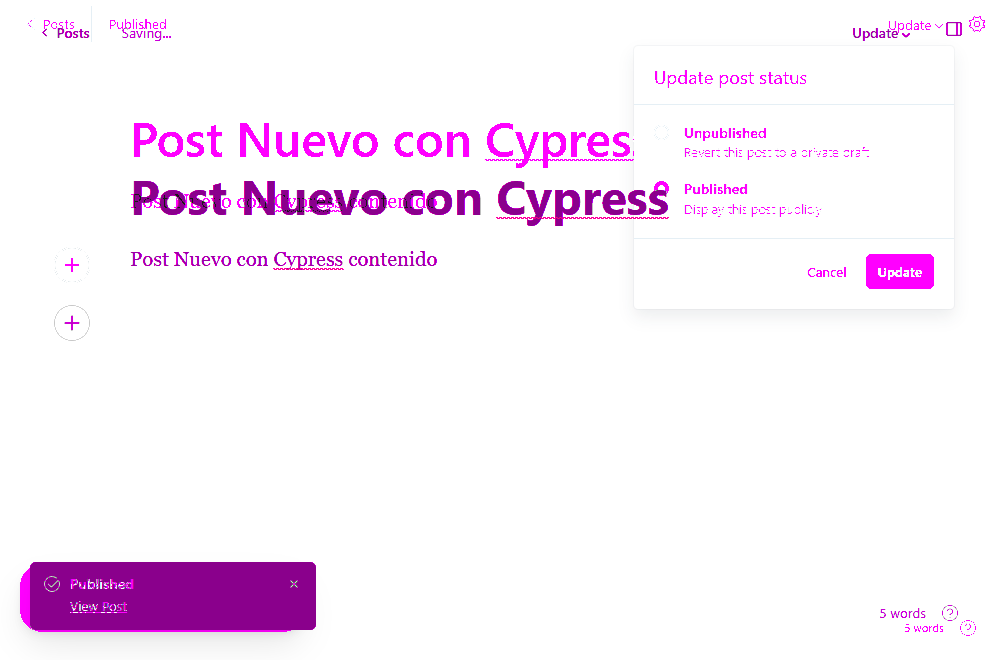 Posts Published Update
Posts Saving... Update
Update post status
Unpublished
Revert this post to a private draft
Published
Display this post publicly
Cancel Update
Post Nuevo con Cypress
Post Nuevo con Cypress
Post Nuevo con Cypress contenido
Post Nuevo con Cypress contenido
Published
View Post
5 words
5 words